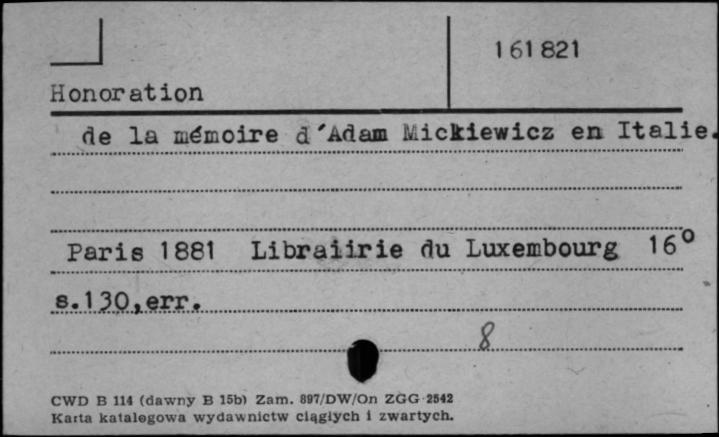 161821
Honoration
de la mémoire d'Adam Mickiewicz en Italie.
Paris 1881 Libraiirie du Luxembourg 16°
s.130,err.
8
CWD B 114 (dawny B 15b) Zam. 897/DW/On ZGG 2542
Karta katalogowa wydawnictw ciągłych i zwartych.